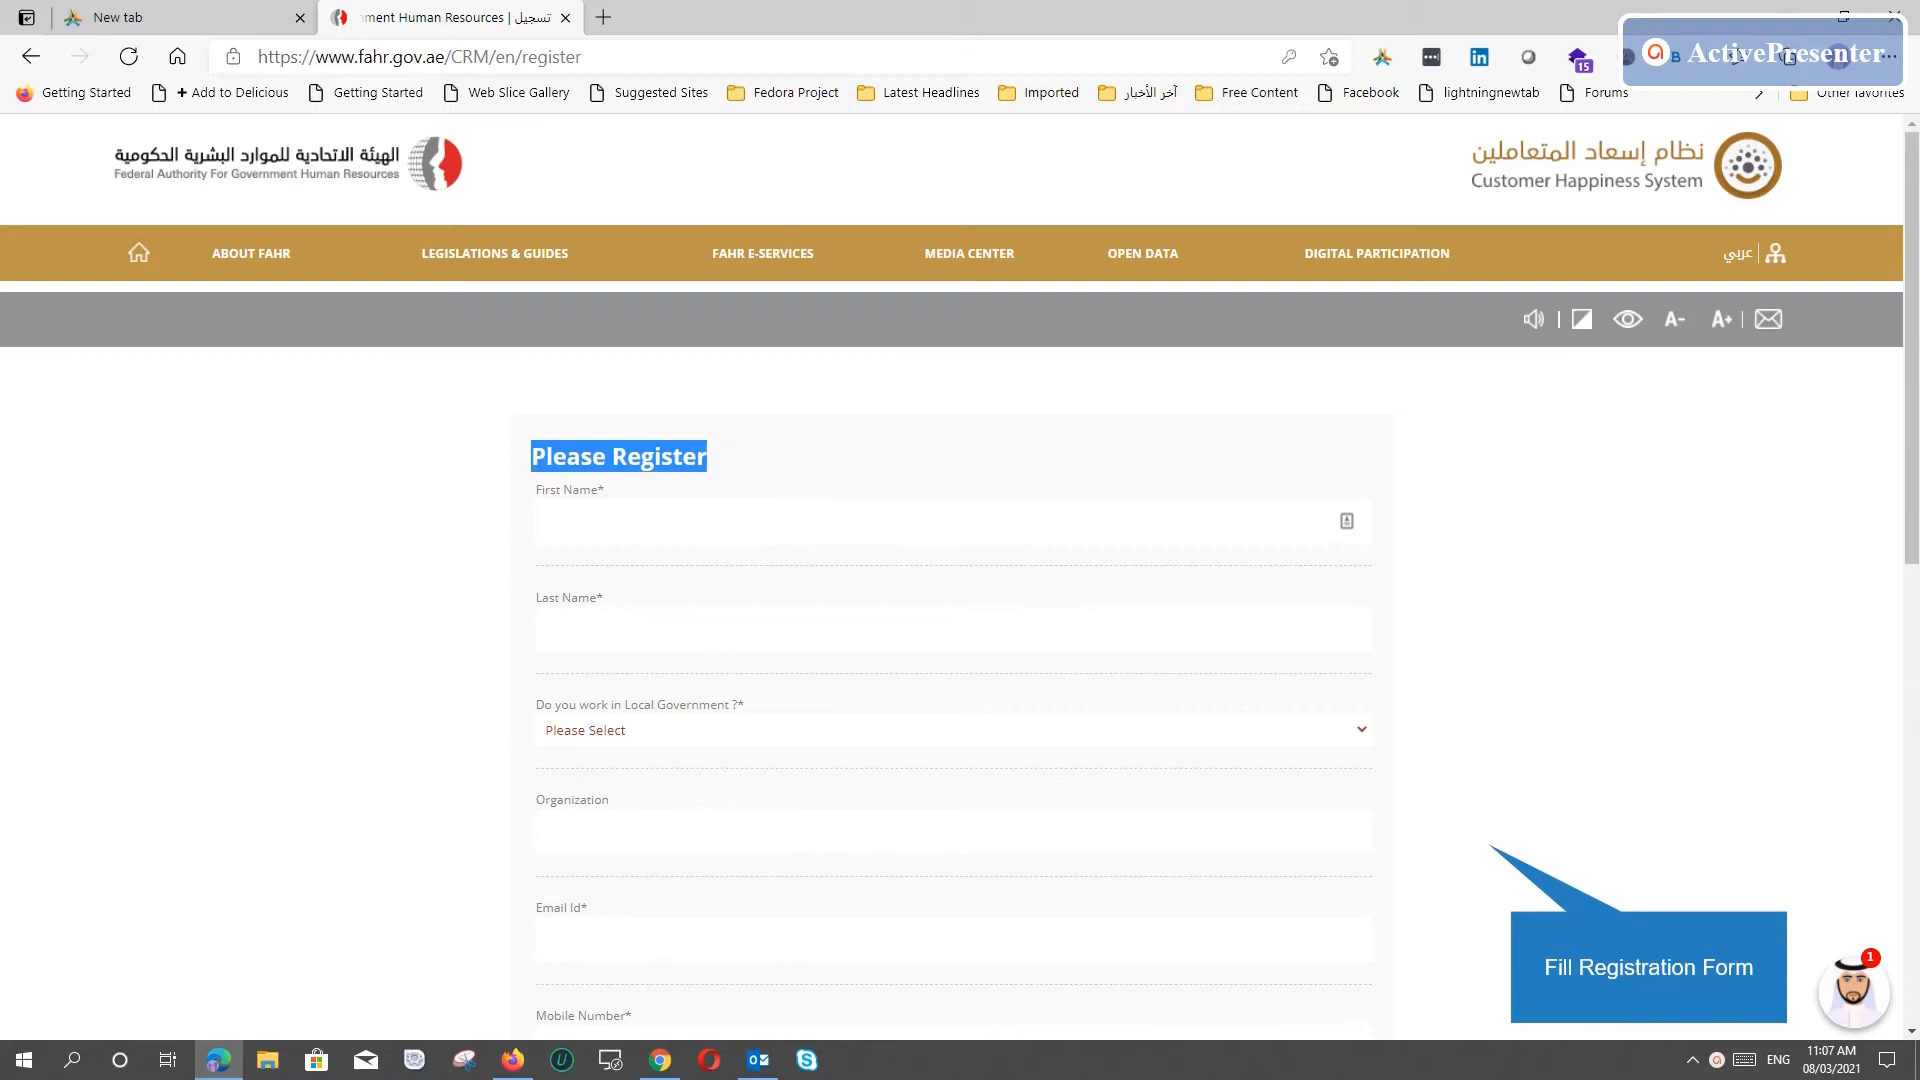 New tab
nment Human Resources | تسجيل
ActivePresenter
https://www.fahr.gov.ae/CRM/en/register
15
Getting Started
+ Add to Delicious
Getting Started
Web Slice Gallery
Suggested Sites
Fedora Project
Latest Headlines
Imported
آخر الأخبار
Free Content
Facebook
lightningnewtab
Forums
Other favorites
الهيئة الاتحادية للموارد البشرية الحكومية
Federal Authority For Government Human Resources
نظام إسعاد المتعاملين
Customer Happiness System
ABOUT FAHR
LEGISLATIONS & GUIDES
FAHR E-SERVICES
MEDIA CENTER
OPEN DATA
DIGITAL PARTICIPATION
عربي
A-
A+
Please Register
First Name*
Last Name*
Do you work in Local Government ?*
Please Select
Organization
Email Id*
Mobile Number*
Fill Registration Form
1
ENG
11:07 AM
08/03/2021